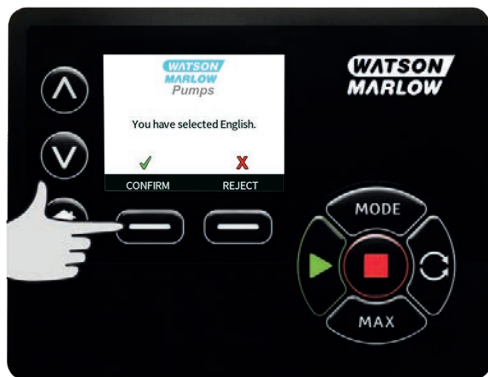 WATSON
MARLOW
Pumps
You have selected English.
CONFIRM
REJECT
WATSON
MARLOW
MODE
MAX